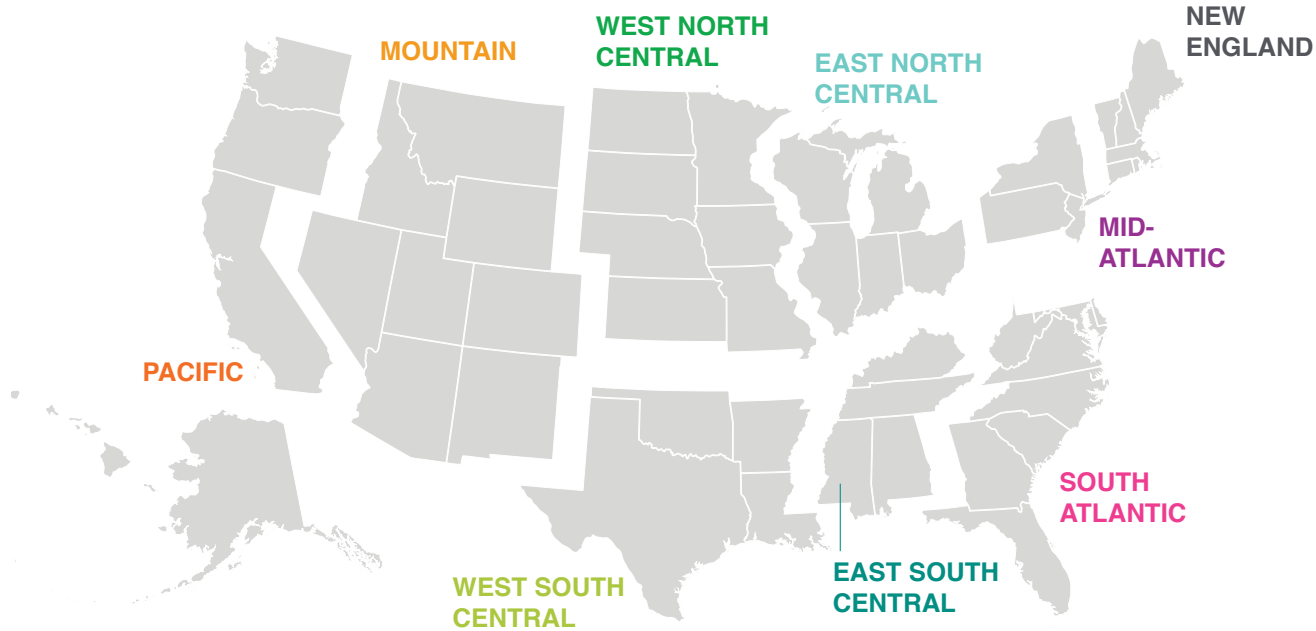 NEW
ENGLAND
WEST NORTH
CENTRAL
MOUNTAIN
EAST NORTH
CENTRAL
MID-
ATLANTIC
PACIFIC
SOUTH
ATLANTIC
EAST SOUTH
CENTRAL
WEST SOUTH
CENTRAL